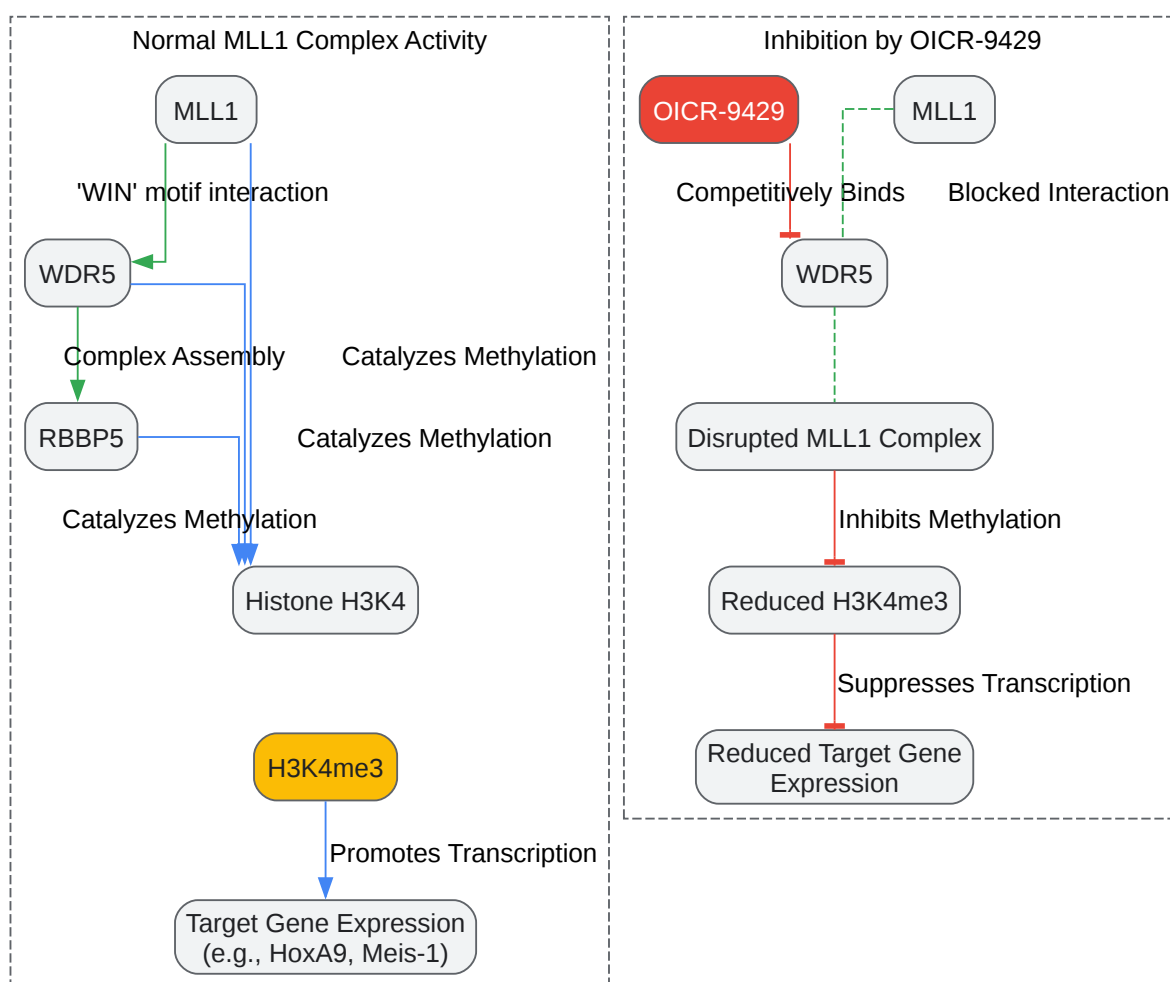 Normal MLL1 Complex Activity
MLL1
'WIN' motif interaction
WDR5
Complex Assembly
Catalyzes Methylation
RBBP5
Catalyzes Methylation
Catalyzes Methylation
Histone H3K4
H3K4me3
Promotes Transcription
Target Gene Expression
(e.g., HoxA9, Meis-1)
Inhibition by OICR-9429
OICR-9429
MLL1
Competitively Binds
Blocked Interaction
WDR5
Disrupted MLL1 Complex
Inhibits Methylation
Reduced H3K4me3
Suppresses Transcription
Reduced Target Gene
Expression